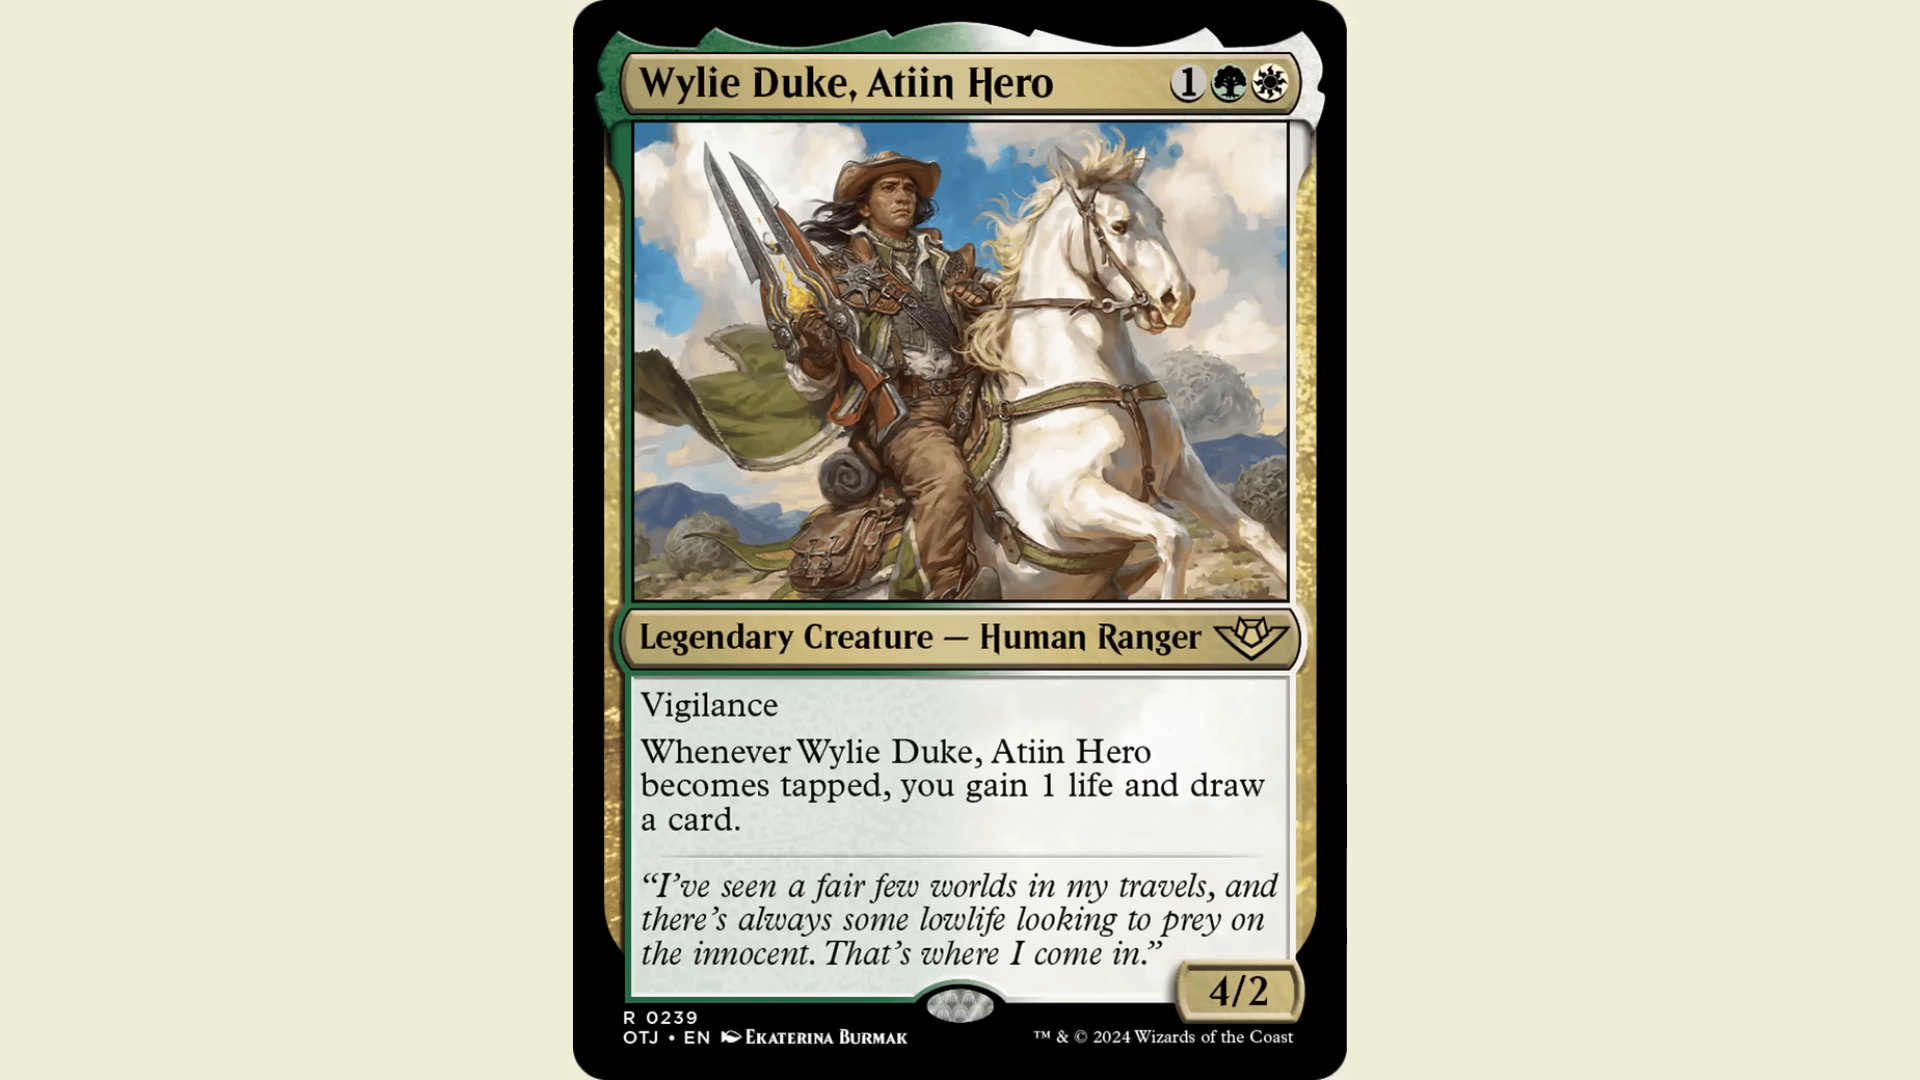 Wylie Duke, Atiin Hero 1
Legendary Creature — Human Ranger
Vigilance
Whenever Wylie Duke, Atiin Hero
becomes tapped, you gain 1 life and draw
a card.
“I’ve seen a fair few worlds in my travels, and
there’s always some lowlife looking to prey on
the innocent. That’s where I come in.”
4/2
R 0239
OTJ • EN Ekaterina Burmak
™ & © 2024 Wizards of the Coast